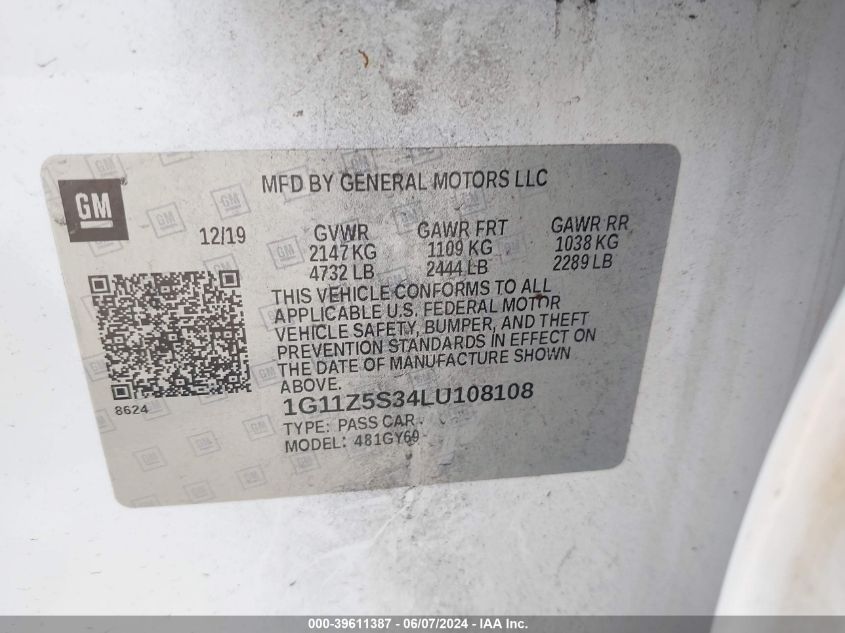 GM
MFD BY GENERAL MOTORS LLC
12/19
GVWR GAWR FRT GAWR RR
2147 KG 1109 KG 1038 KG
4732 LB 2444 LB 2289 LB
THIS VEHICLE CONFORMS TO ALL
APPLICABLE U.S. FEDERAL MOTOR
VEHICLE SAFETY, BUMPER, AND THEFT
PREVENTION STANDARDS IN EFFECT ON
THE DATE OF MANUFACTURE SHOWN
ABOVE.
8624
1G11Z5S34LU108108
TYPE: PASS CAR
MODEL: 481GY69
000-39611387 - 06/07/2024 - IAA Inc.